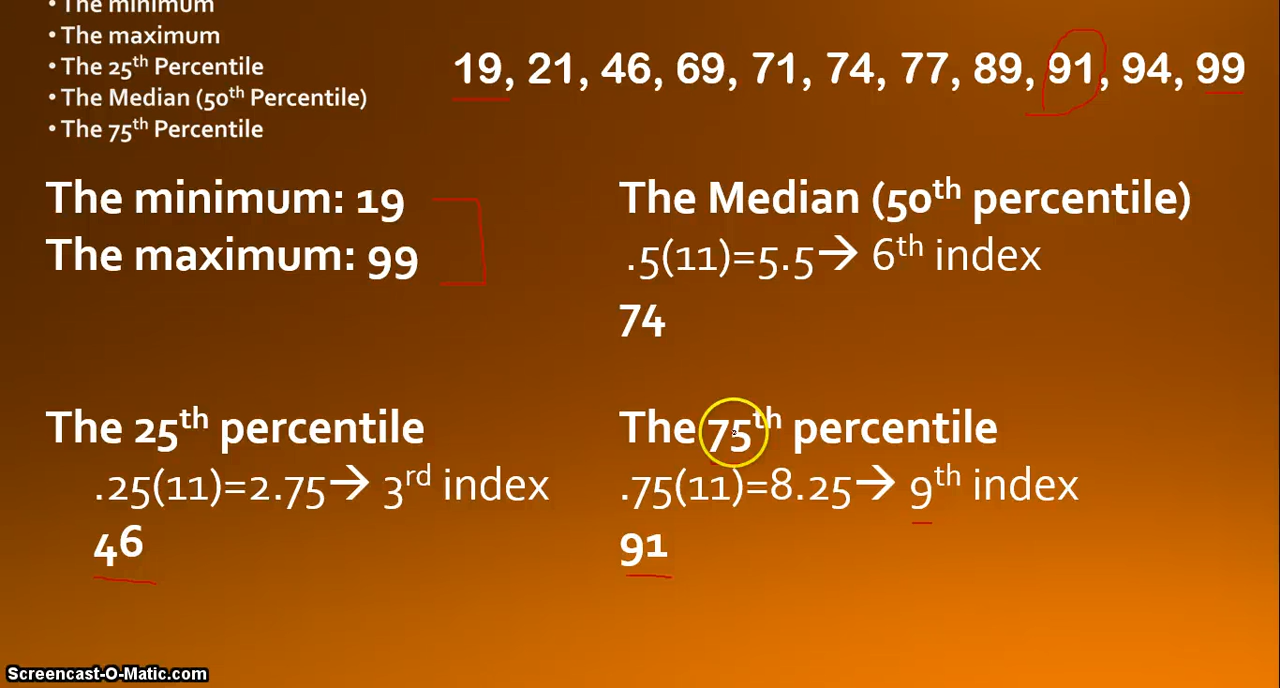 • The minimum
• The maximum
• The 25th Percentile
• The Median (50th Percentile)
• The 75th Percentile
19, 21, 46, 69, 71, 74, 77, 89, 91, 94, 99
The minimum: 19
The maximum: 99
The Median (50th percentile)
.5(11)=5.5→ 6th index
74
The 25th percentile
.25(11)=2.75→ 3rd index
46
The 75th percentile
.75(11)=8.25→ 9th index
91
Screencast-O-Matic.com